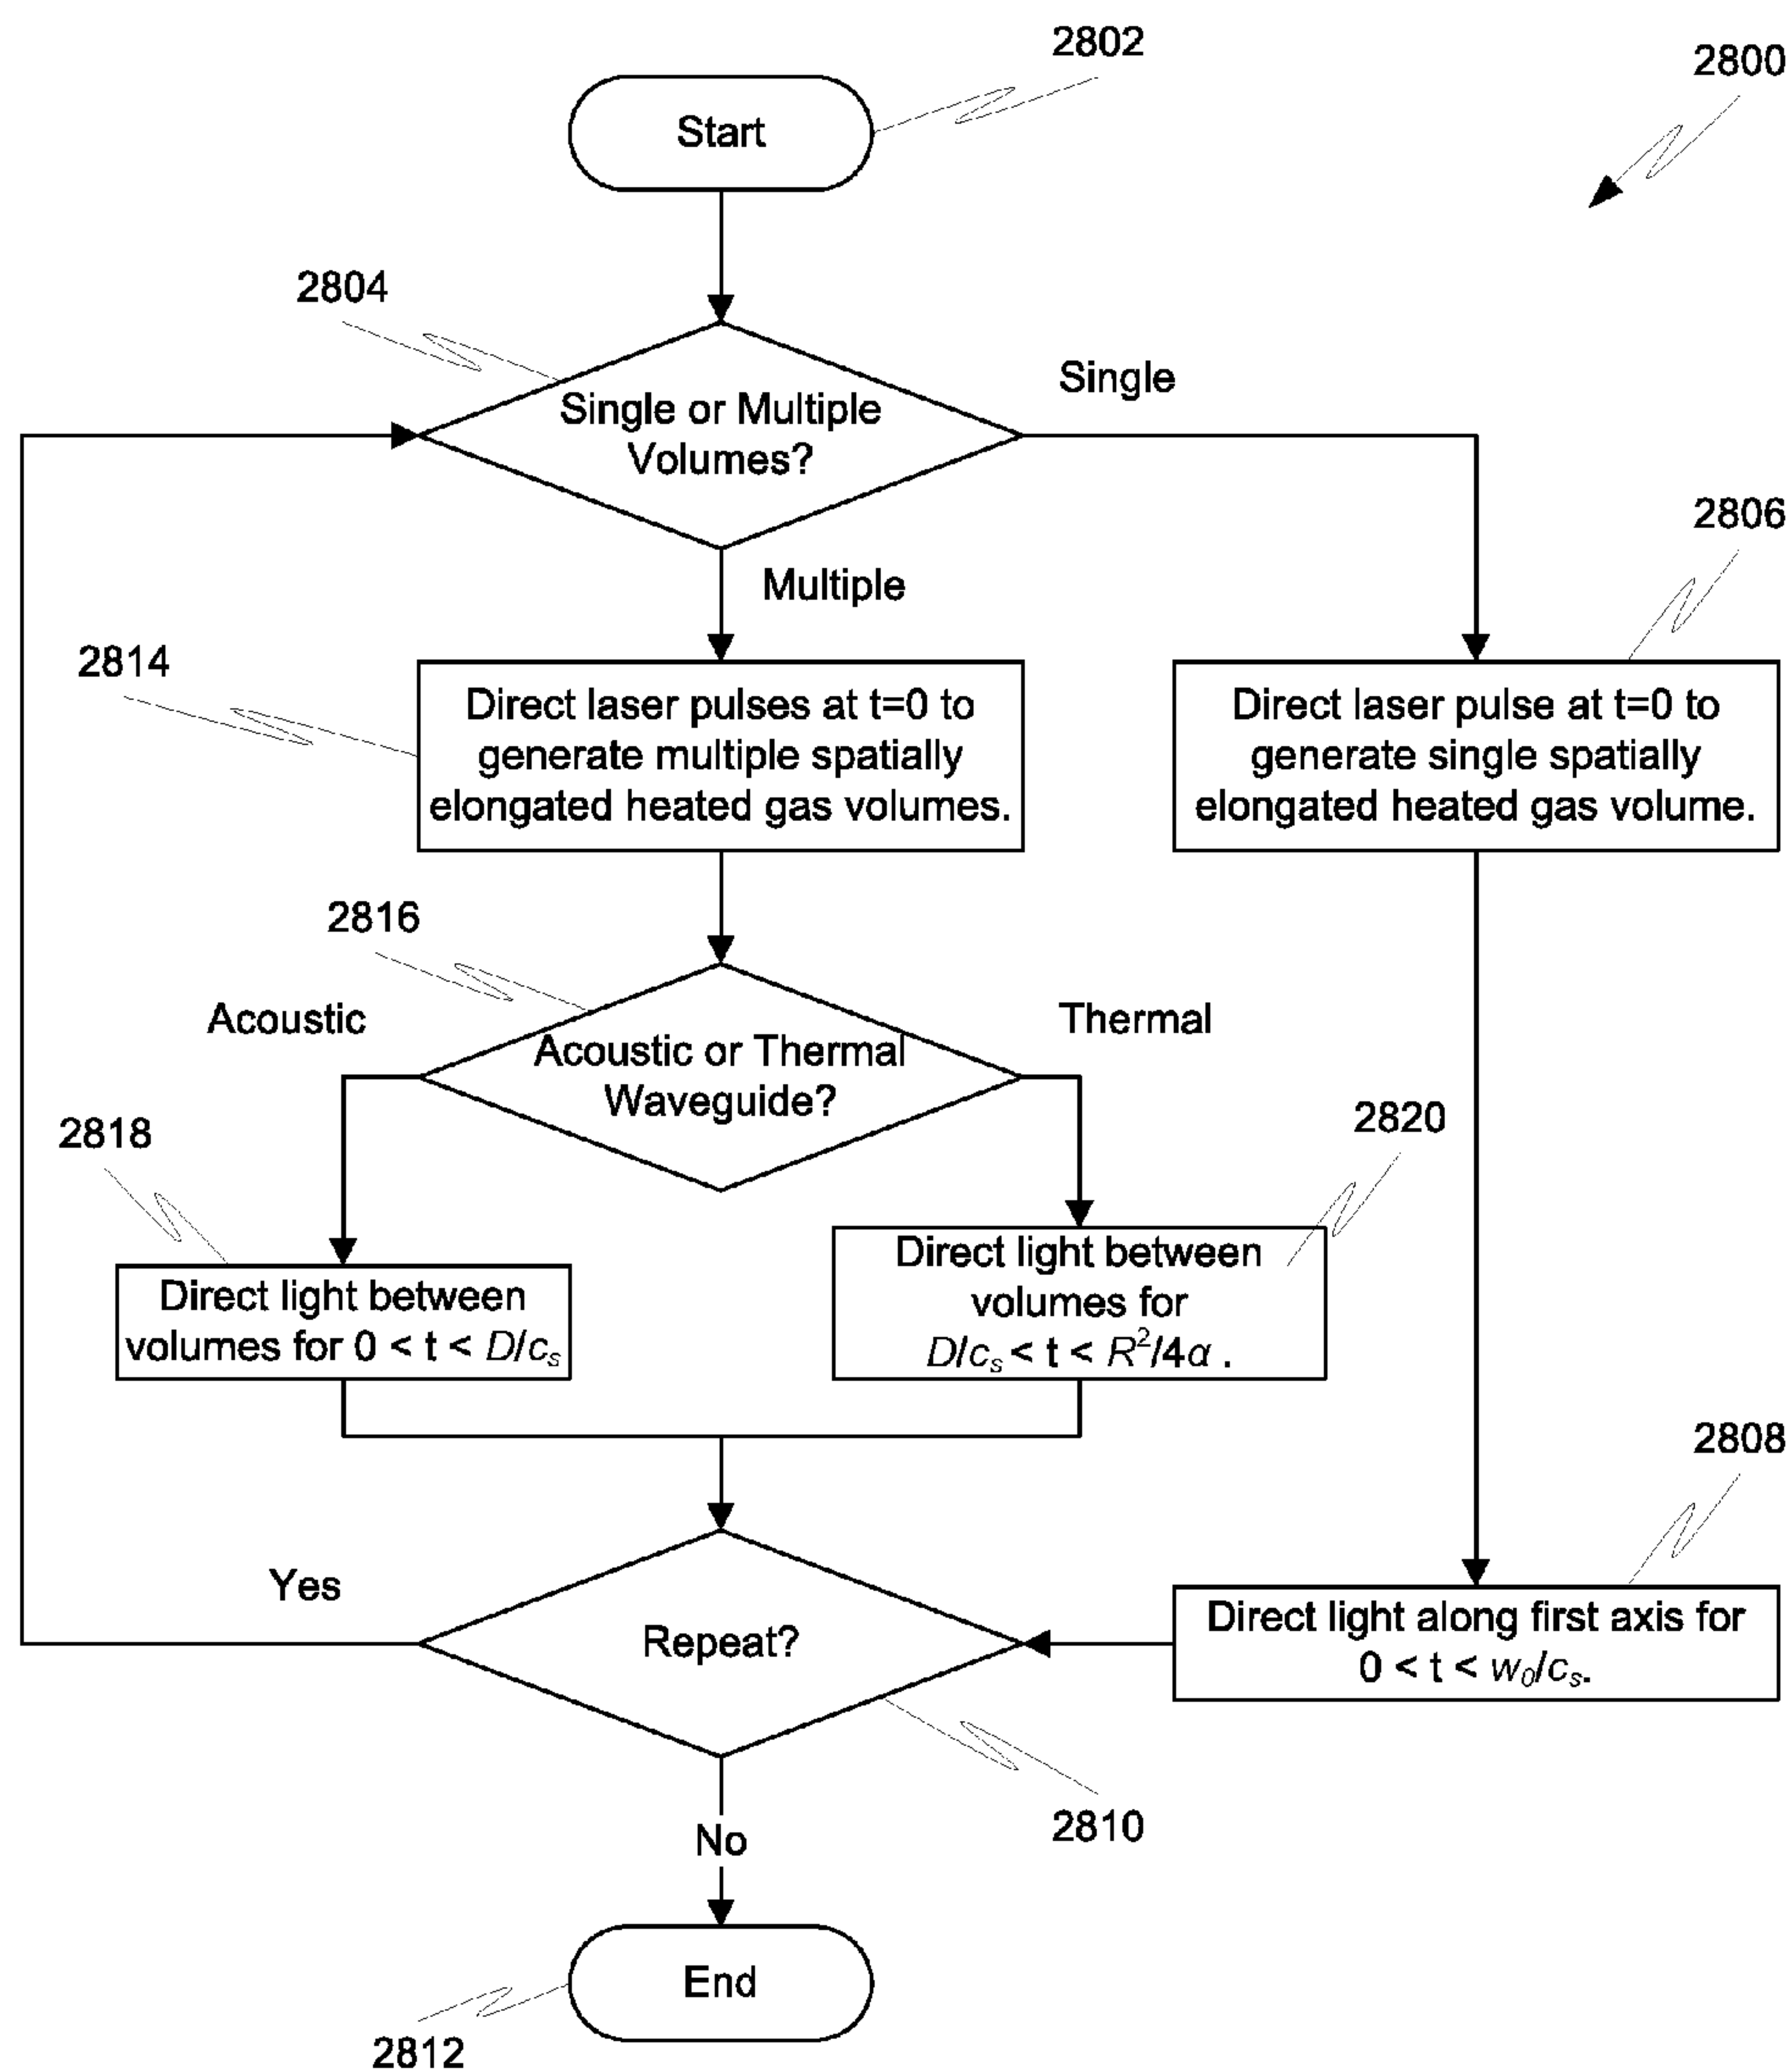 2802
2800
Start
2804
Single
Single or Multiple
Volumes?
2806
Multiple
2814
Direct laser pulses at t=0 to
generate multiple spatially
elongated heated gas volumes.
Direct laser pulse at t=0 to
generate single spatially
elongated heated gas volume.
2816
Acoustic
Thermal
Acoustic or Thermal
Waveguide?
2818
2820
Direct light between
volumes for 0 < t < D/cₛ
Direct light between
volumes for
D/cₛ < t < R²/4α .
2808
Yes
Repeat?
Direct light along first axis for
0 < t < w₀/cₛ.
2810
No
End
2812